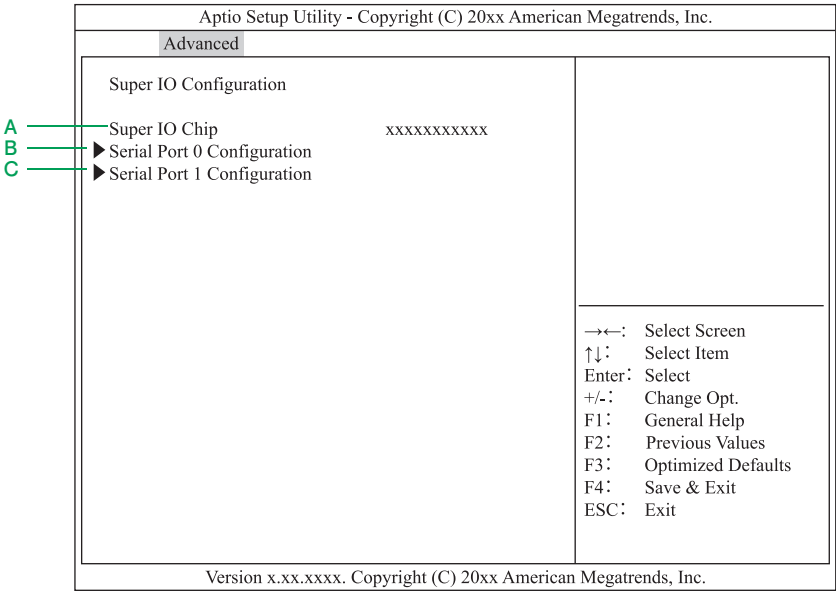 Aptio Setup Utility - Copyright (C) 20xx American Megatrends, Inc.
Advanced
Super IO Configuration
A Super IO Chip xxxxxxxxxxx
B ▶ Serial Port 0 Configuration
C ▶ Serial Port 1 Configuration
→←: Select Screen
↑↓: Select Item
Enter: Select
+/-: Change Opt.
F1: General Help
F2: Previous Values
F3: Optimized Defaults
F4: Save & Exit
ESC: Exit
Version x.xx.xxxx. Copyright (C) 20xx American Megatrends, Inc.